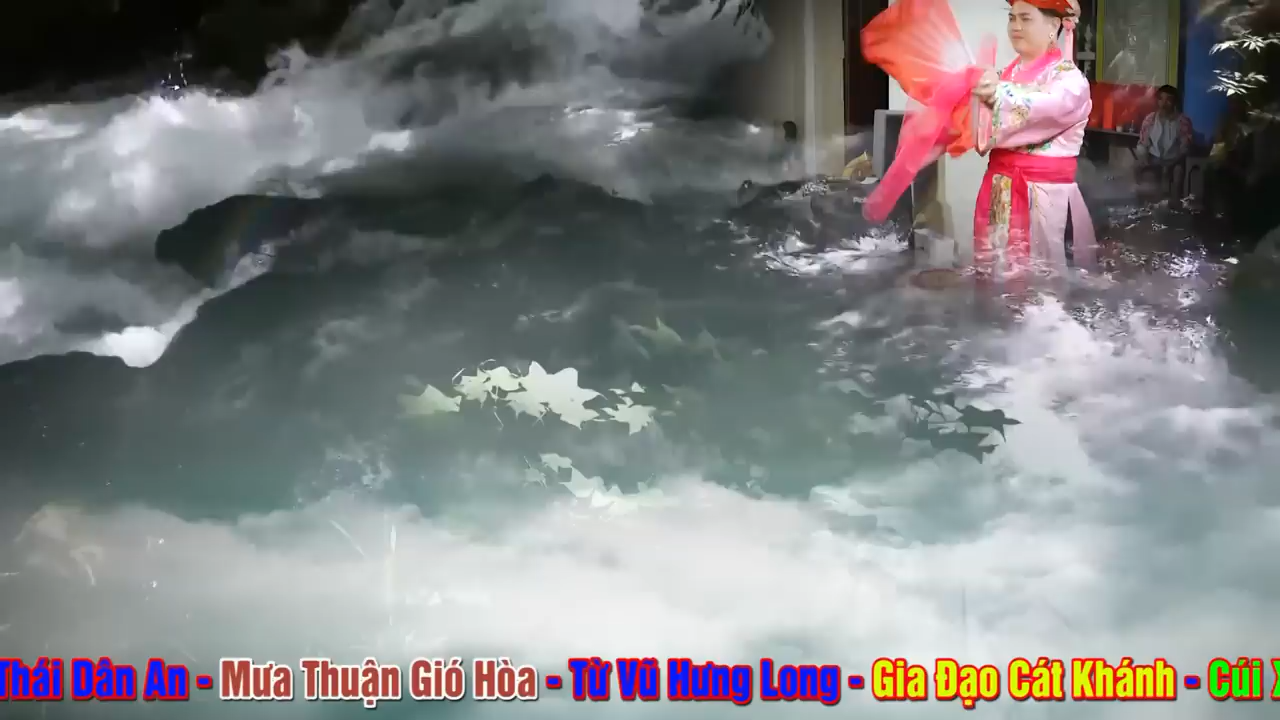 Thái Dân An - Mưa Thuận Gió Hòa - Từ Vũ Hưng Long - Gia Đạo Cát Khánh - Cúi